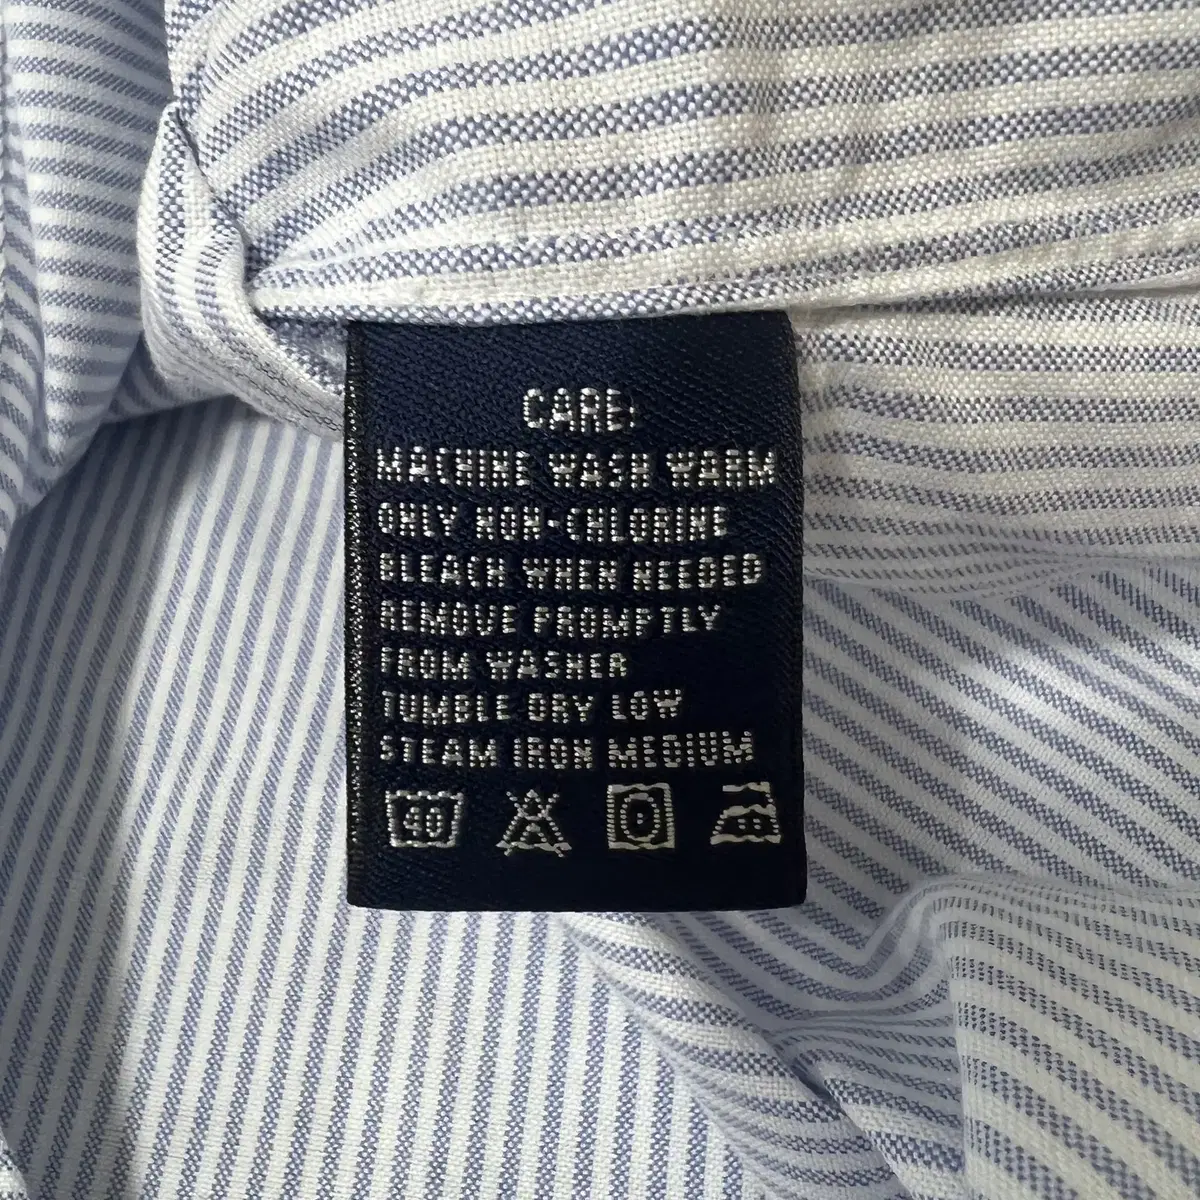 CARE:
MACHINE WASH WARM
ONLY NON-CHLORINE
BLEACH WHEN NEEDED
REMOVE PROMPTLY
FROM WASHER
TUMBLE DRY LOW
STEAM IRON MEDIUM
40 P